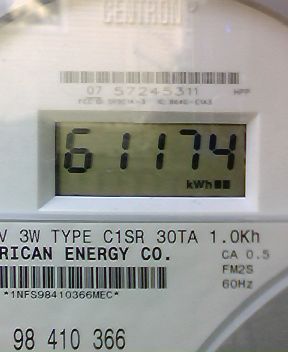 CENTRON
07 57245311 HPP
61174
kWh
V 3W TYPE C1SR 30TA 1.0Kh
RICAN ENERGY CO. CA 0.5
FM2S
*1NFS98410366MEC* 60Hz
98 410 366